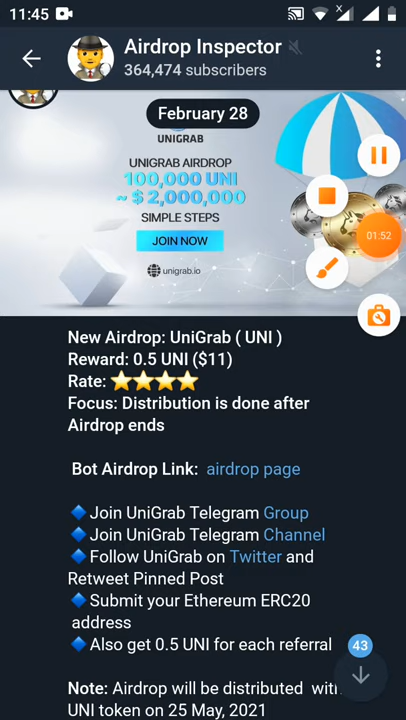 11:45
Airdrop Inspector
364,474 subscribers
February 28
UNIGRAB
UNIGRAB AIRDROP
100,000 UNI
~ $ 2,000,000
SIMPLE STEPS
JOIN NOW
unigrab.io
01:52
New Airdrop: UniGrab ( UNI )
Reward: 0.5 UNI ($11)
Rate: ⭐⭐⭐⭐
Focus: Distribution is done after
Airdrop ends
Bot Airdrop Link: airdrop page
🔷Join UniGrab Telegram Group
🔷Join UniGrab Telegram Channel
🔷Follow UniGrab on Twitter and
Retweet Pinned Post
🔷Submit your Ethereum ERC20
address
🔷Also get 0.5 UNI for each referral
43
Note: Airdrop will be distributed
UNI token on 25 May, 2021